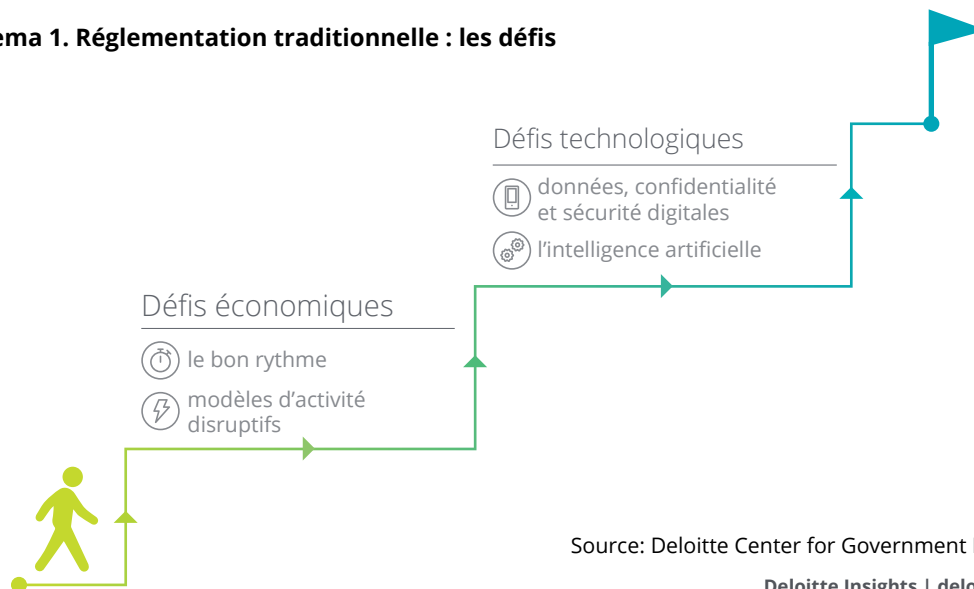 ema 1. Réglementation traditionnelle : les défis
Défis technologiques
données, confidentialité
et sécurité digitales
l’intelligence artificielle
Défis économiques
le bon rythme
modèles d’activité
disruptifs
Source: Deloitte Center for Government
Deloitte Insights | delo